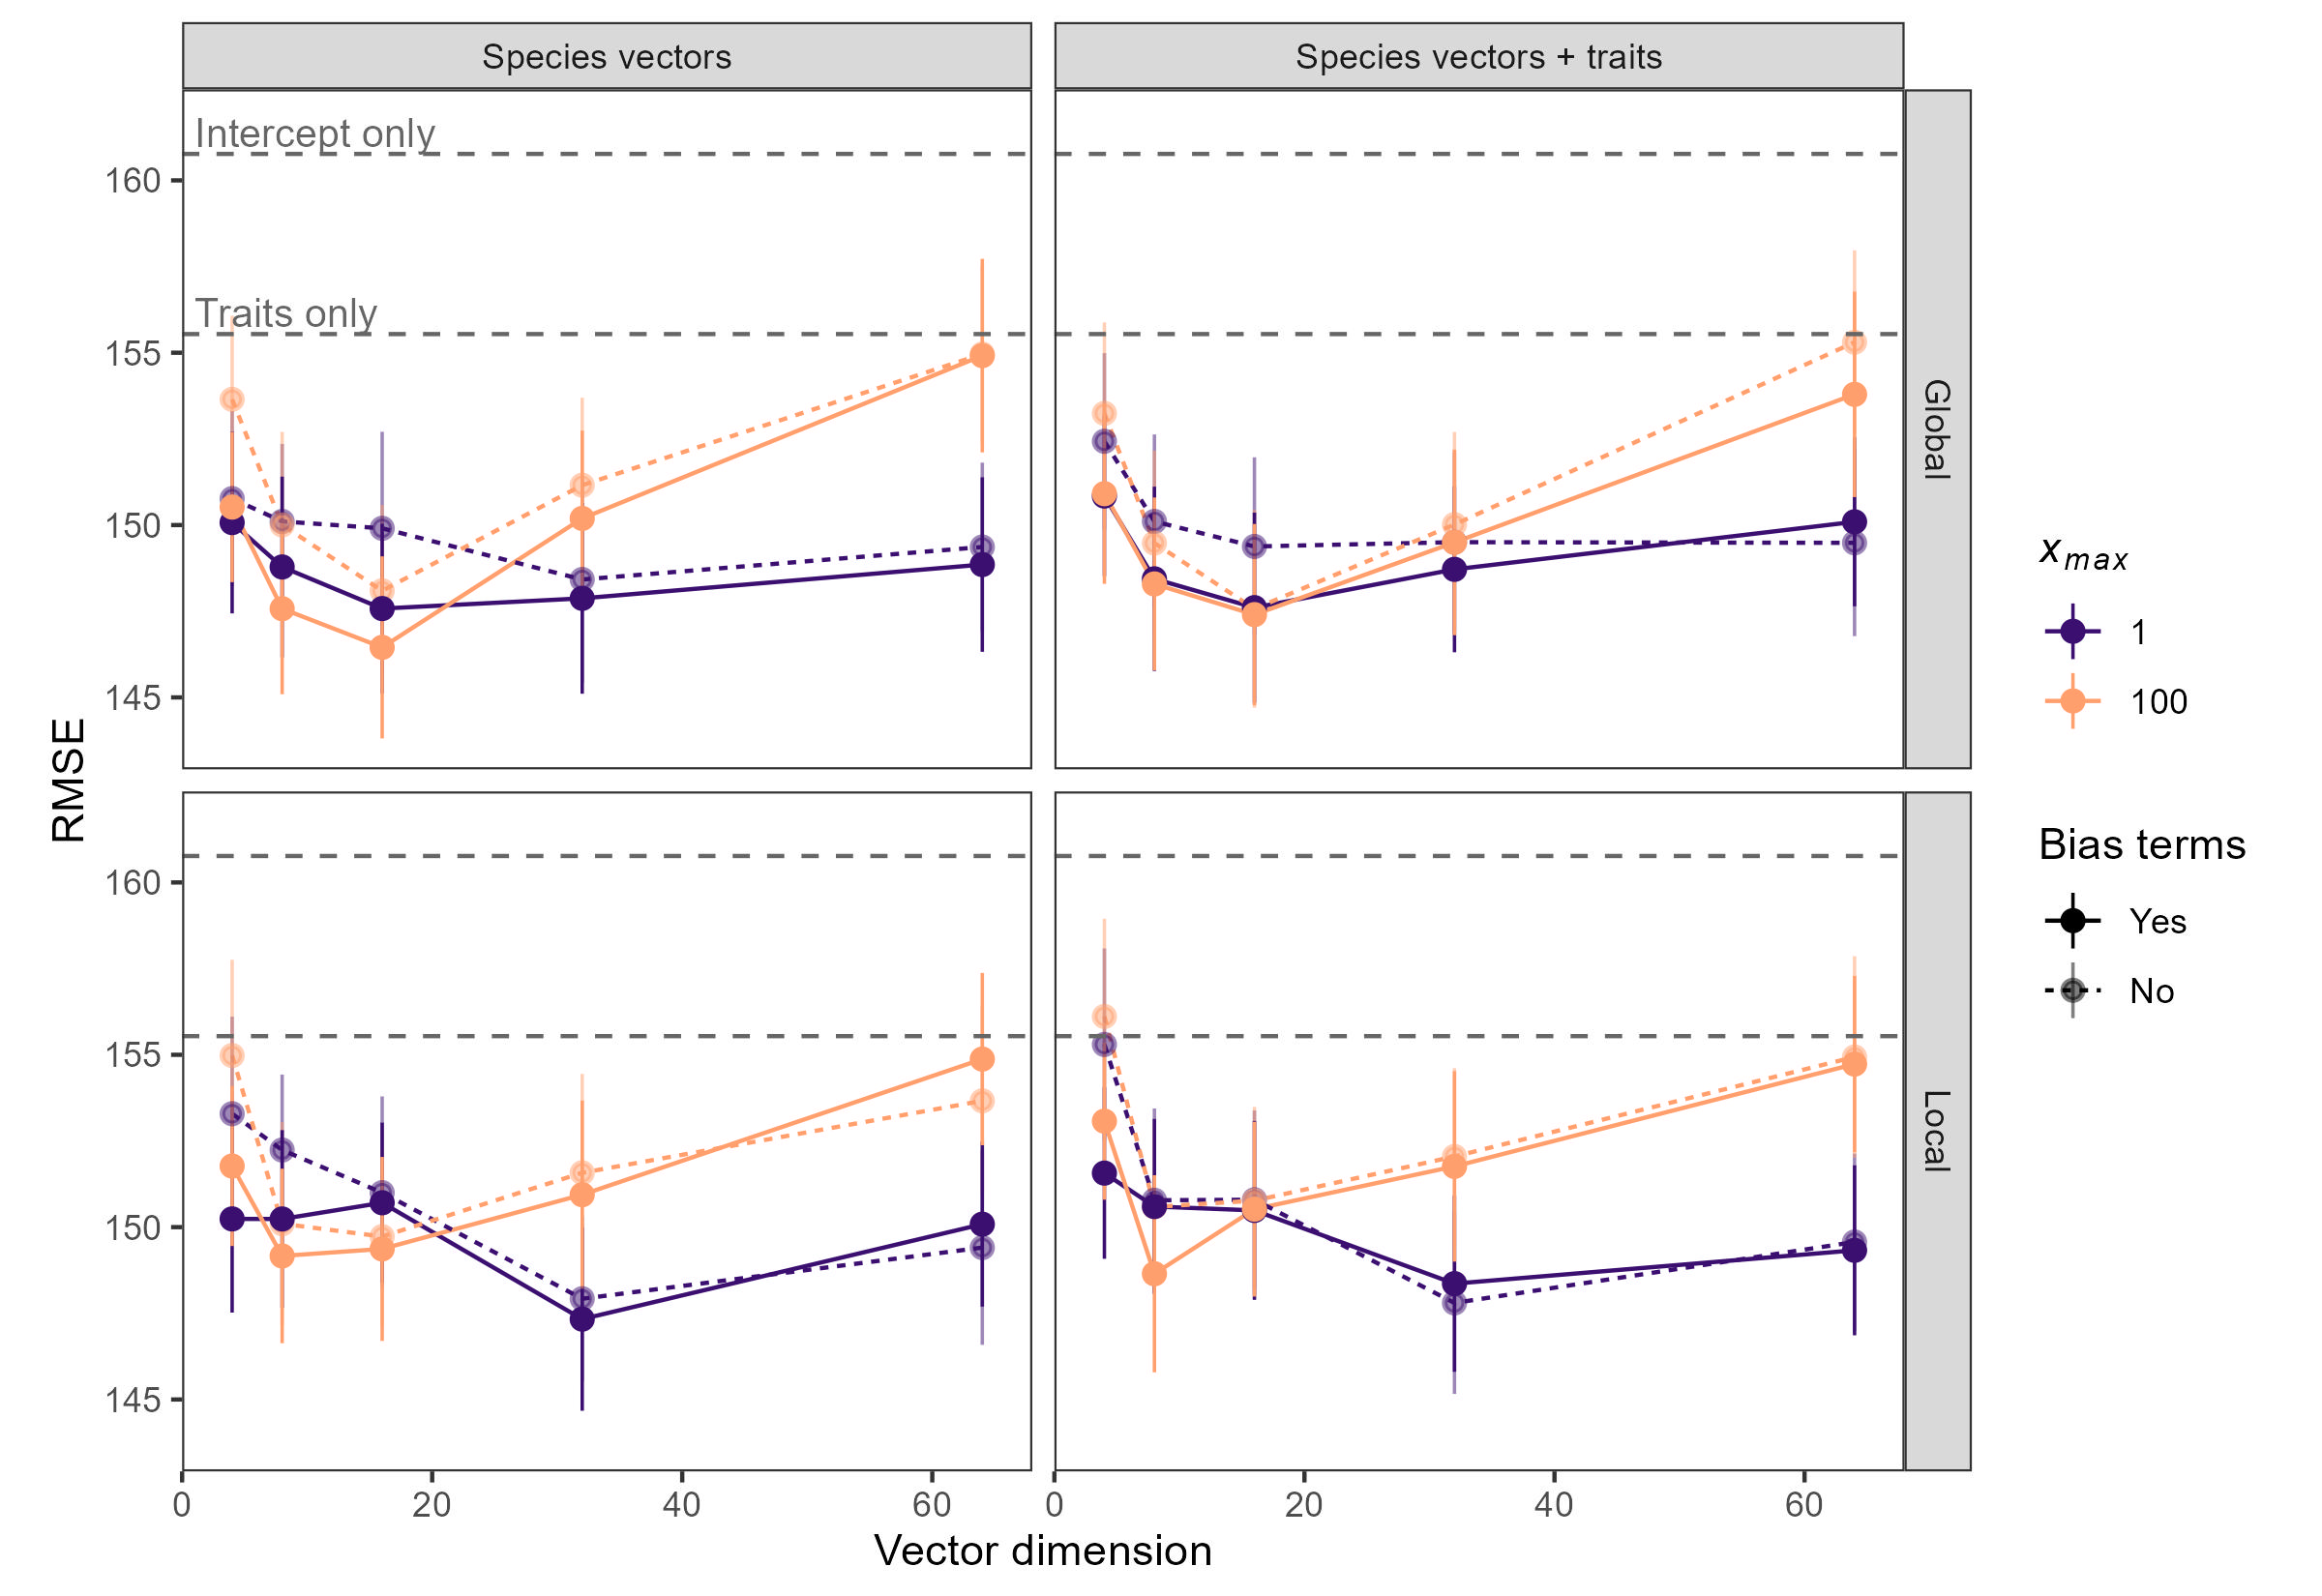 Species vectors
Species vectors + traits
Intercept only
Traits only
160
155
150
145
Global
160
155
150
145
Local
RMSE
0
20
40
60
0
20
40
60
Vector dimension
xmax
1
100
Bias terms
Yes
No